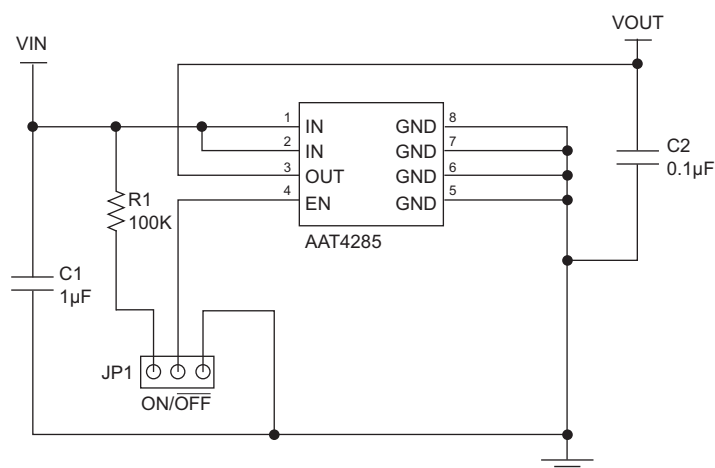 VOUT
VIN
1 IN GND 8
2 IN GND 7
3 OUT GND 6
4 EN GND 5
AAT4285
C2
0.1µF
R1
100K
C1
1µF
JP1
ON/OFF